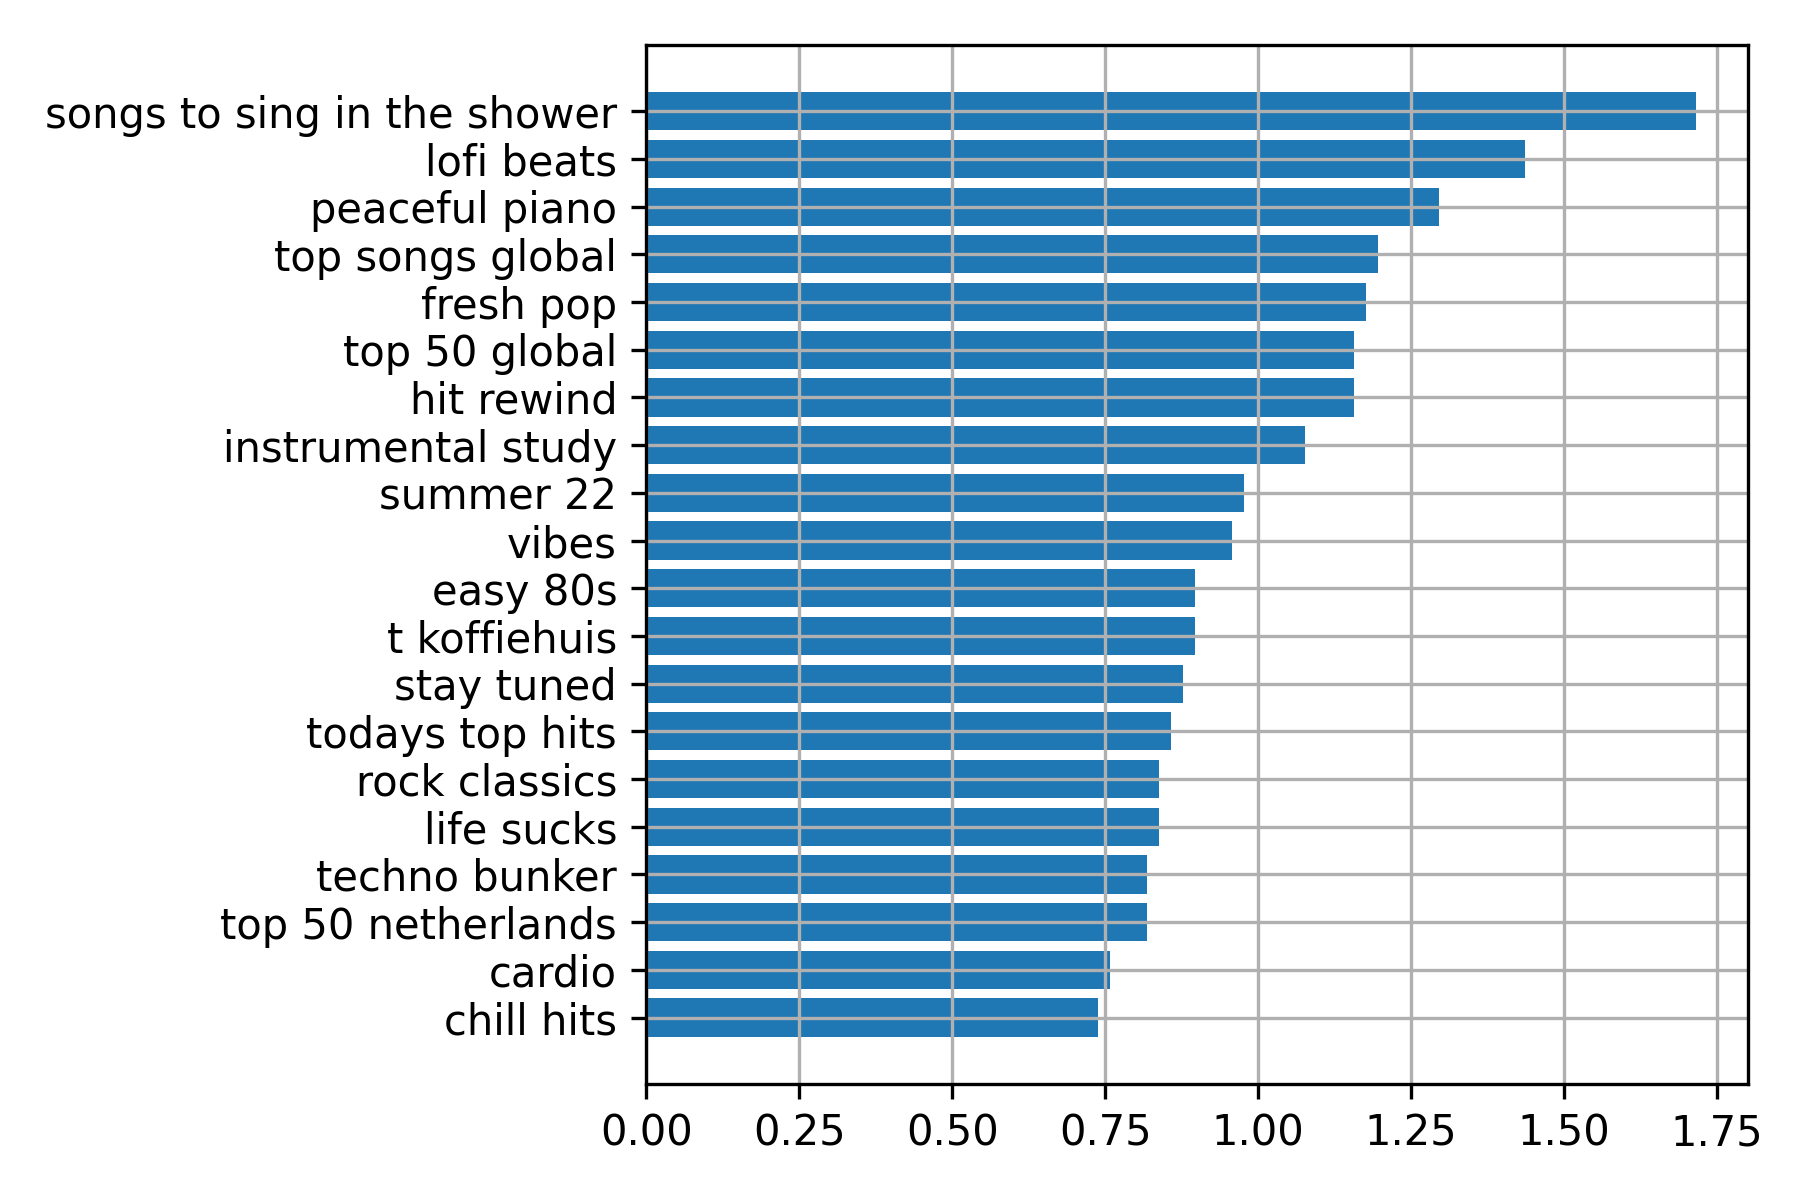 songs to sing in the shower
lofi beats
peaceful piano
top songs global
fresh pop
top 50 global
hit rewind
instrumental study
summer 22
vibes
easy 80s
t koffiehuis
stay tuned
todays top hits
rock classics
life sucks
techno bunker
top 50 netherlands
cardio
chill hits
0.00 0.25 0.50 0.75 1.00 1.25 1.50 1.75